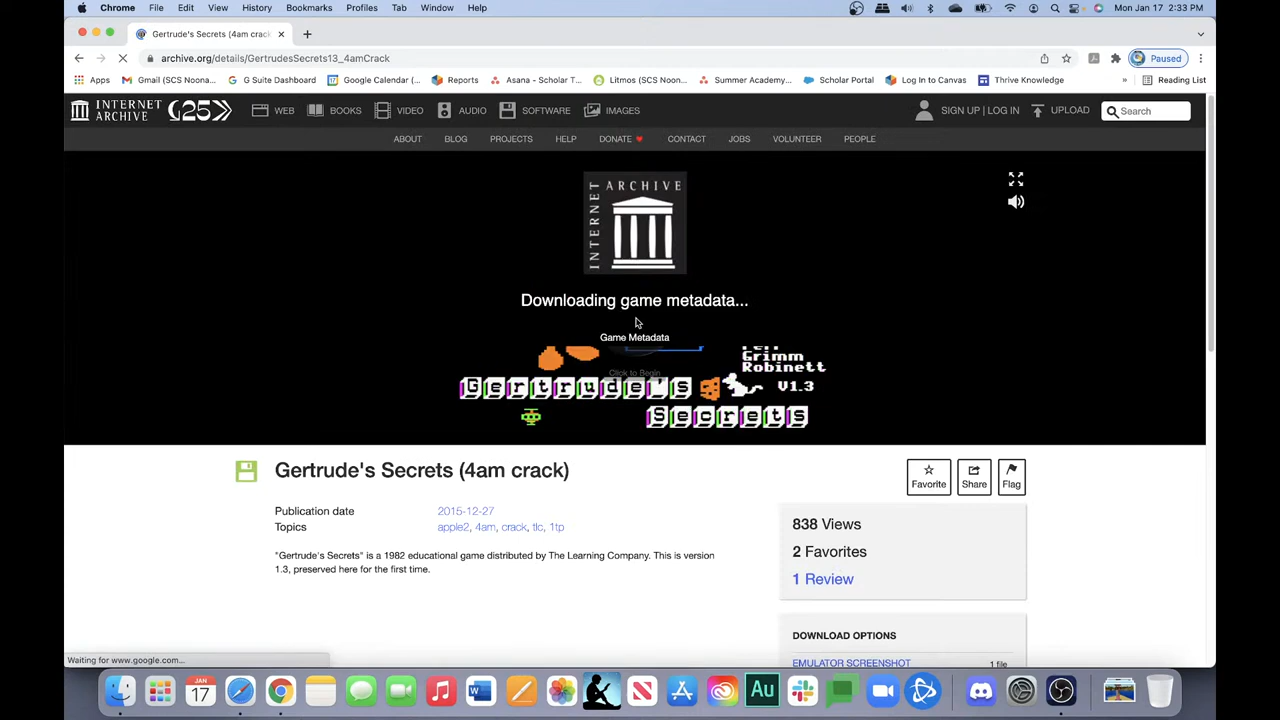 Chrome File Edit View History Bookmarks Profiles Tab Window Help Mon Jan 17 2:33 PM
Gertrude's Secrets (4am crack
archive.org/details/GertrudesSecrets13_4amCrack Paused
Apps Gmail (SCS Noona... G Suite Dashboard Google Calendar (... Reports Asana - Scholar T... Litmos (SCS Noon... Summer Academy... Scholar Portal Log In to Canvas Thrive Knowledge » Reading List
INTERNET ARCHIVE 25 WEB BOOKS VIDEO AUDIO SOFTWARE IMAGES SIGN UP | LOG IN UPLOAD Search
ABOUT BLOG PROJECTS HELP DONATE CONTACT JOBS VOLUNTEER PEOPLE
INTERNET ARCHIVE
Downloading game metadata...
Game Metadata
Grimm
Robinett
Click to Begin
Gertrude's V1.3
Secrets
Gertrude's Secrets (4am crack)
Favorite Share Flag
Publication date 2015-12-27
Topics apple2, 4am, crack, tlc, 1tp
"Gertrude's Secrets" is a 1982 educational game distributed by The Learning Company. This is version
1.3, preserved here for the first time.
838 Views
2 Favorites
1 Review
DOWNLOAD OPTIONS
EMULATOR SCREENSHOT 1 file
Waiting for www.google.com...
JAN
17
W Au